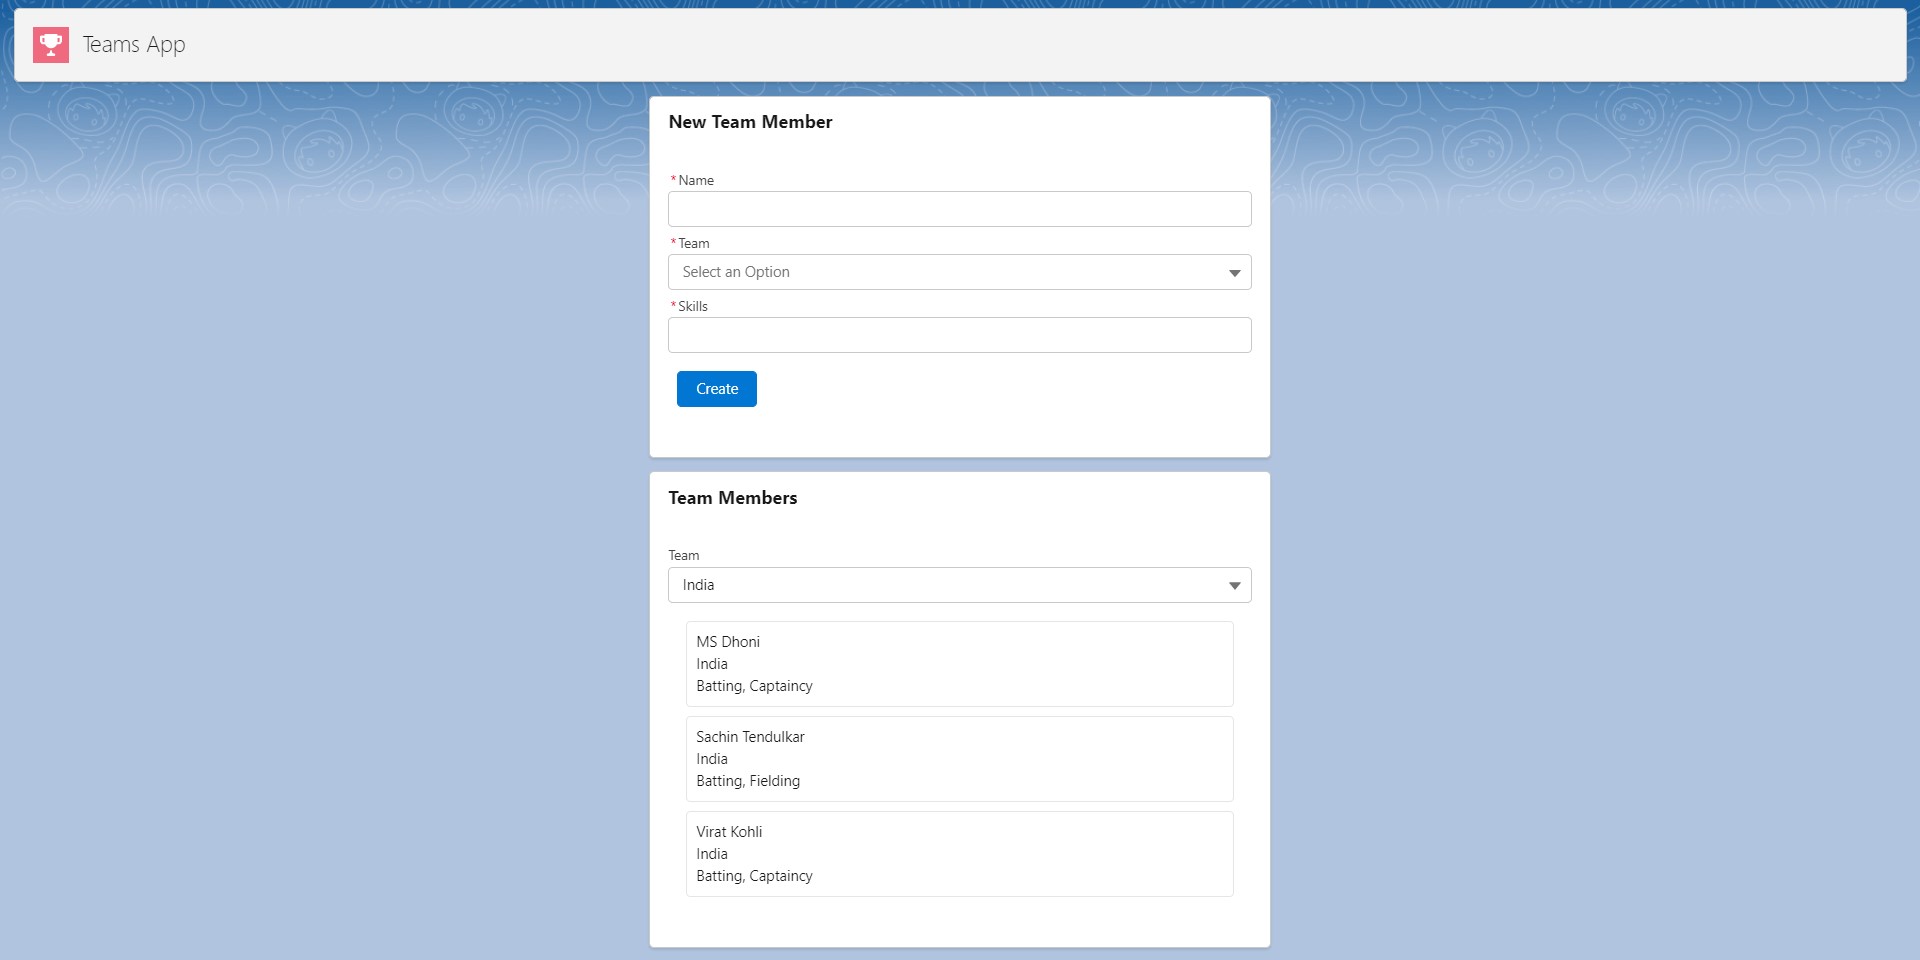 Teams App
New Team Member
*Name
*Team
Select an Option
*Skills
Create
Team Members
Team
India
MS Dhoni
India
Batting, Captaincy
Sachin Tendulkar
India
Batting, Fielding
Virat Kohli
India
Batting, Captaincy